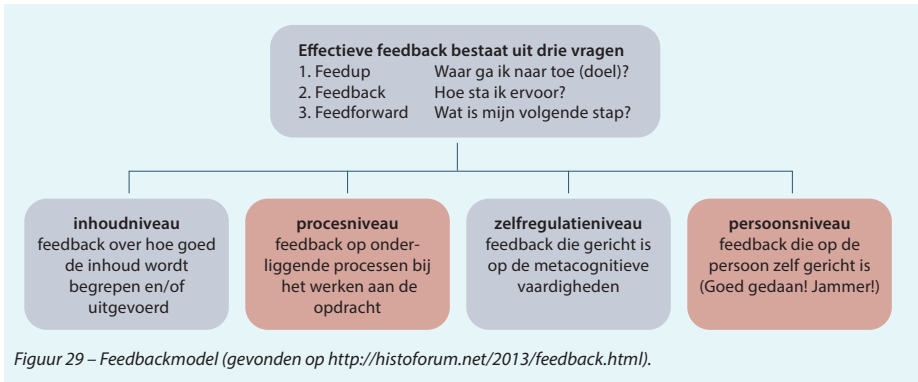 Effectieve feedback bestaat uit drie vragen
1. Feedup Waar ga ik naar toe (doel)?
2. Feedback Hoe sta ik ervoor?
3. Feedforward Wat is mijn volgende stap?
inhoudniveau
feedback over hoe goed
de inhoud wordt
begrepen en/of
uitgevoerd
procesniveau
feedback op onder-
liggende processen bij
het werken aan de
opdracht
zelfregulatieniveau
feedback die gericht is
op de metacognitieve
vaardigheden
persoonsniveau
feedback die op de
persoon zelf gericht is
(Goed gedaan! Jammer!)
Figuur 29 – Feedbackmodel (gevonden op http://histoforum.net/2013/feedback.html).